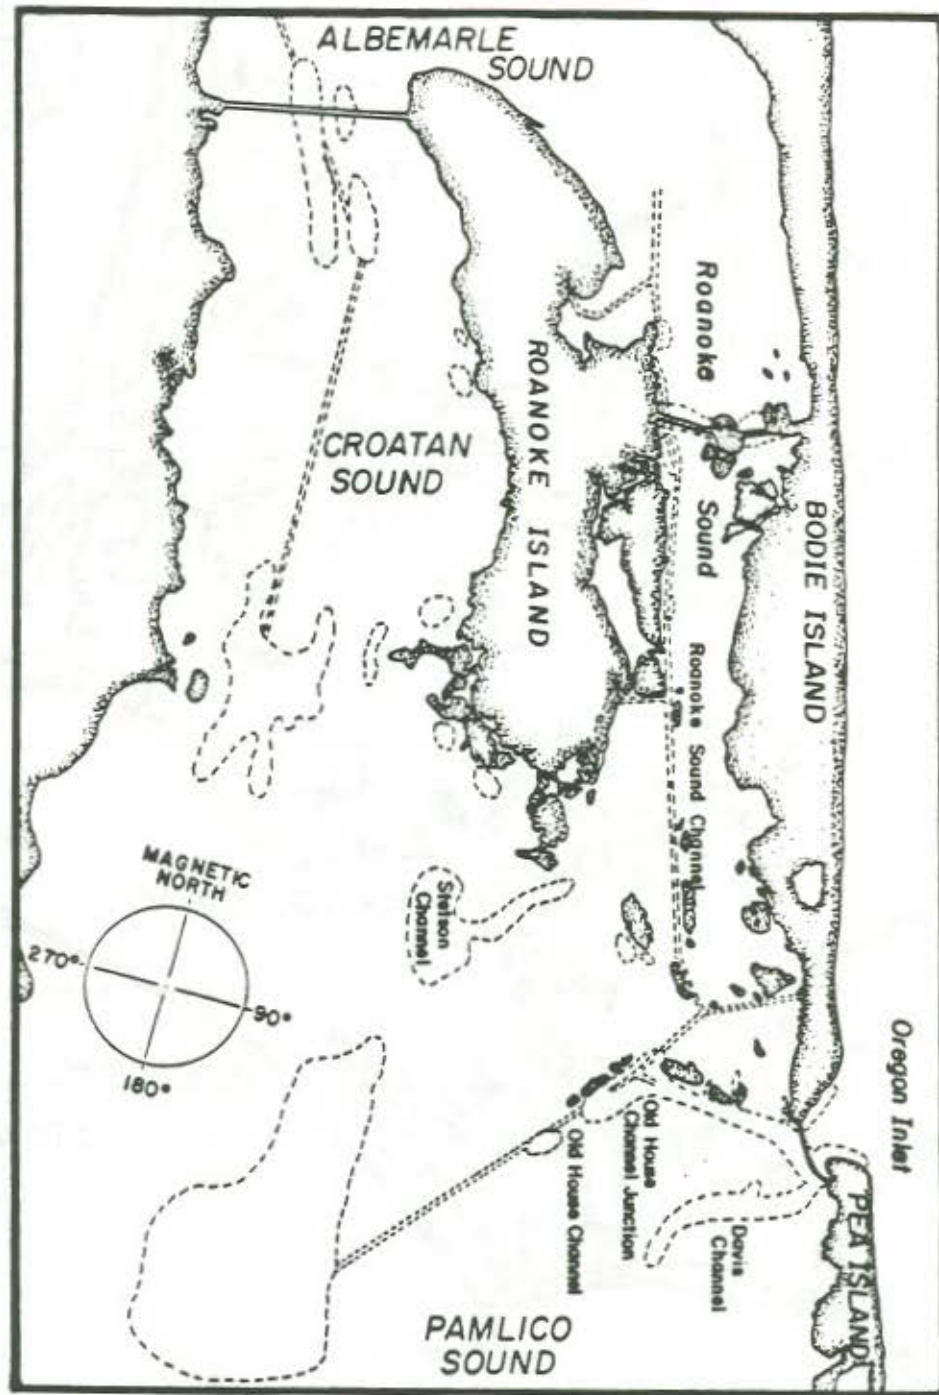 ALBEMARLE
SOUND
Roanoke
Sound
ROANOKE ISLAND
CROATAN
SOUND
BODIE ISLAND
Roanoke Sound Channel
MAGNETIC
NORTH
270°
90°
180°
Stetson
Channel
Oregon Inlet
Old House
Channel Junction
Old House Channel
Davis
Channel
PEA ISLAND
PAMLICO
SOUND